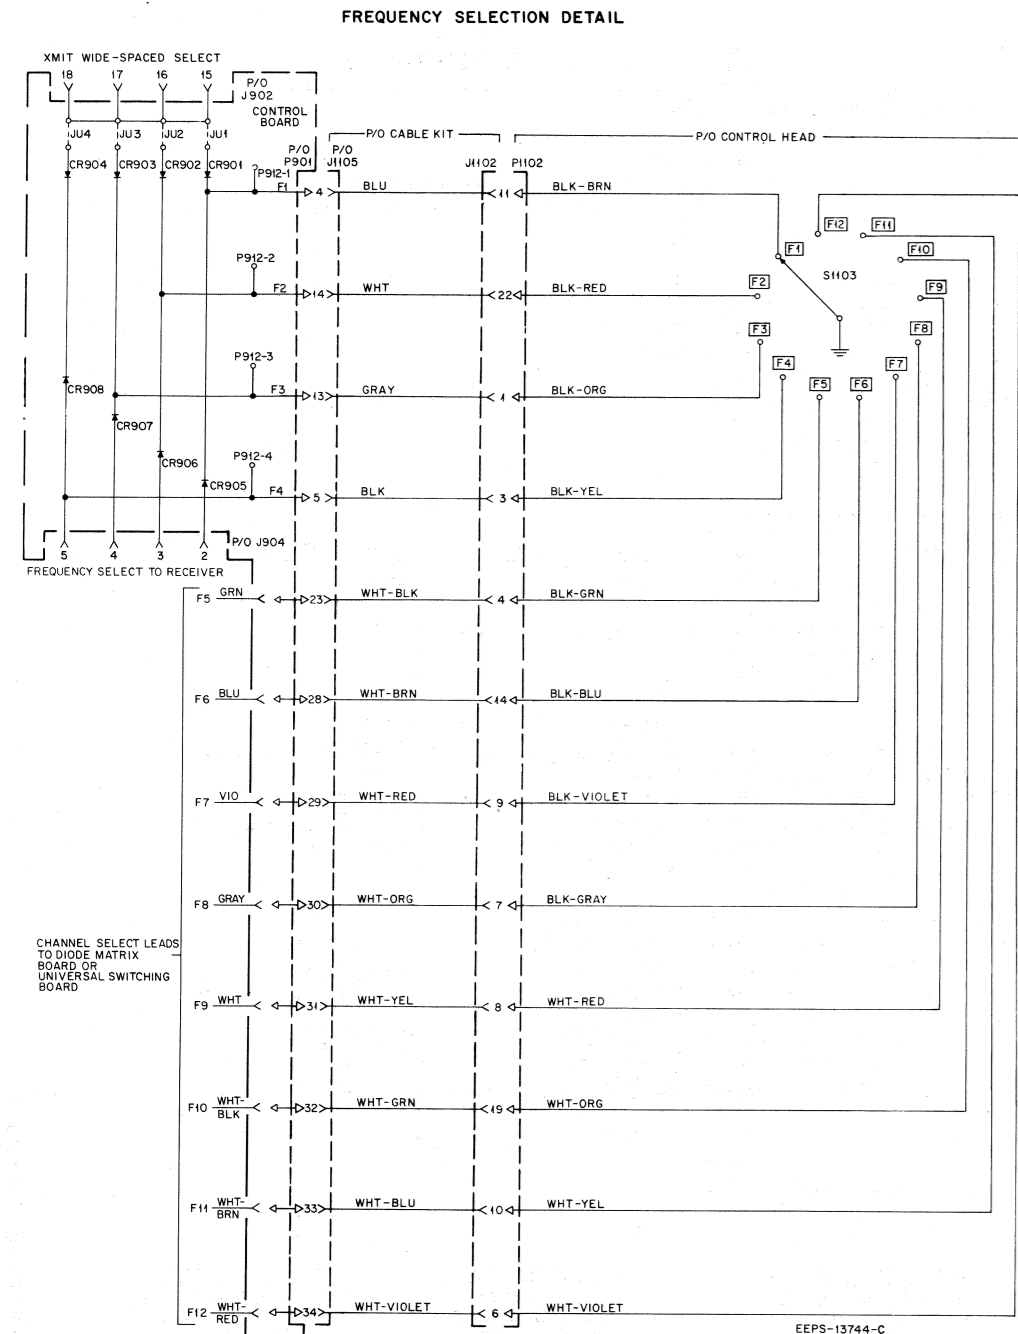 FREQUENCY SELECTION DETAIL
XMIT WIDE-SPACED SELECT
18 17 16 15
P/O
J902
CONTROL
BOARD
P/O CABLE KIT
P/O CONTROL HEAD
JU4 JU3 JU2 JU1
CR904 CR903 CR902 CR901
P/O
P901
P/O
J1105
J1102 P1102
P912-1
F1 4 BLU 11 BLK-BRN
F12 F11
F1 F10
P912-2
S1103
F2 14 WHT 22 BLK-RED
F2 F9
F3 F8
P912-3
F4 F7
CR908
F3 13 GRAY 1 BLK-ORG
F5 F6
CR907
CR906
P912-4
CR905
F4 5 BLK 3 BLK-YEL
P/O J904
5 4 3 2
FREQUENCY SELECT TO RECEIVER
F5 GRN 23 WHT-BLK 4 BLK-GRN
F6 BLU 28 WHT-BRN 14 BLK-BLU
F7 VIO 29 WHT-RED 9 BLK-VIOLET
F8 GRAY 30 WHT-ORG 7 BLK-GRAY
CHANNEL SELECT LEADS
TO DIODE MATRIX
BOARD OR
UNIVERSAL SWITCHING
BOARD
F9 WHT 31 WHT-YEL 8 WHT-RED
F10 WHT-
BLK 32 WHT-GRN 19 WHT-ORG
F11 WHT-
BRN 33 WHT-BLU 10 WHT-YEL
F12 WHT-
RED 34 WHT-VIOLET 6 WHT-VIOLET
EEPS-13744-C